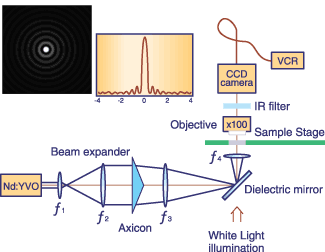 -4 -2 0 2 4
VCR
CCD
camera
IR filter
Objective
x100
Sample Stage
f4
Beam expander
Nd:YVO
f1
f2
f3
Axicon
Dielectric mirror
White Light
illumination